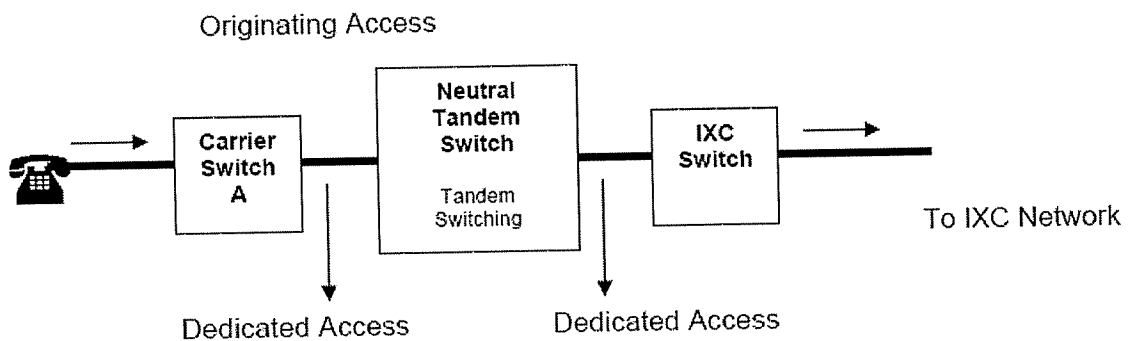 Originating Access
Carrier
Switch
A
Neutral
Tandem
Switch
Tandem
Switching
IXC
Switch
To IXC Network
Dedicated Access
Dedicated Access